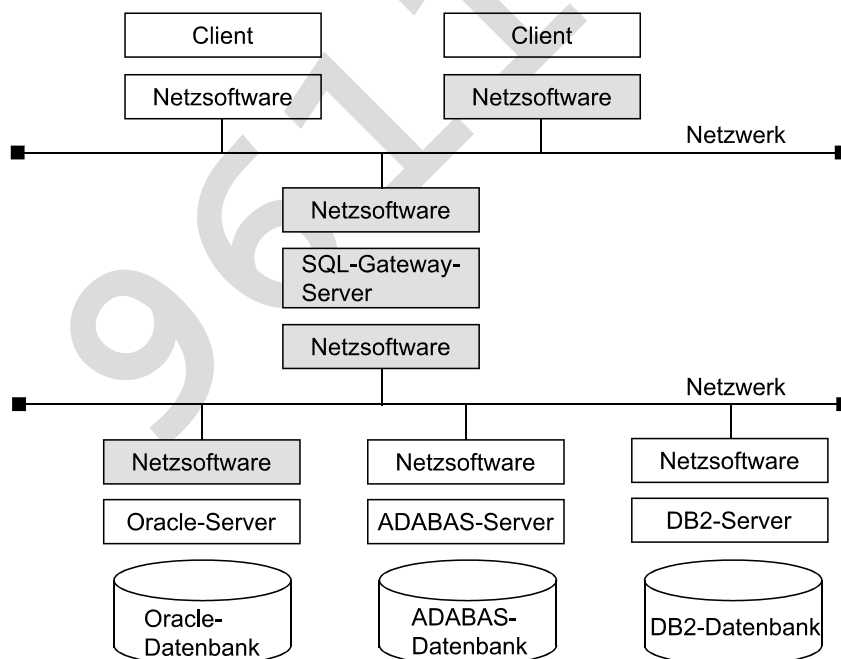 Client
Client
Netzsoftware
Netzsoftware
Netzwerk
Netzsoftware
SQL-Gateway-
Server
Netzsoftware
Netzwerk
Netzsoftware
Netzsoftware
Netzsoftware
Oracle-Server
ADABAS-Server
DB2-Server
Oracle-
Datenbank
ADABAS-
Datenbank
DB2-Datenbank
961